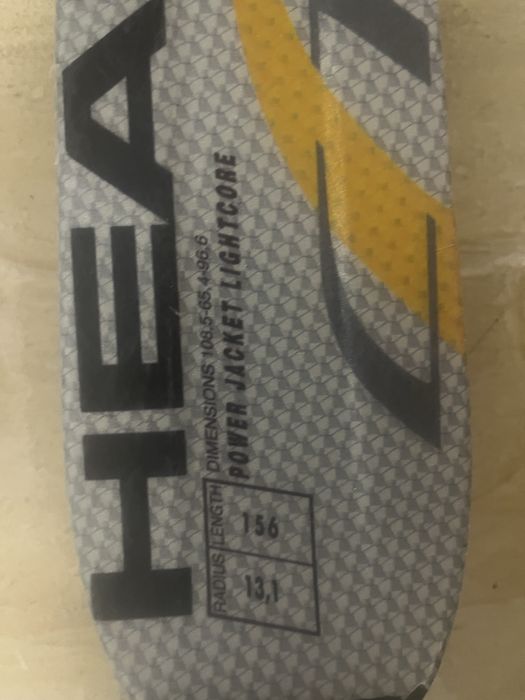 HEA
DIMENSIONS 108.5-65.4-96.6
POWER JACKET LIGHTCORE
RADIUS LENGTH
13,1 156